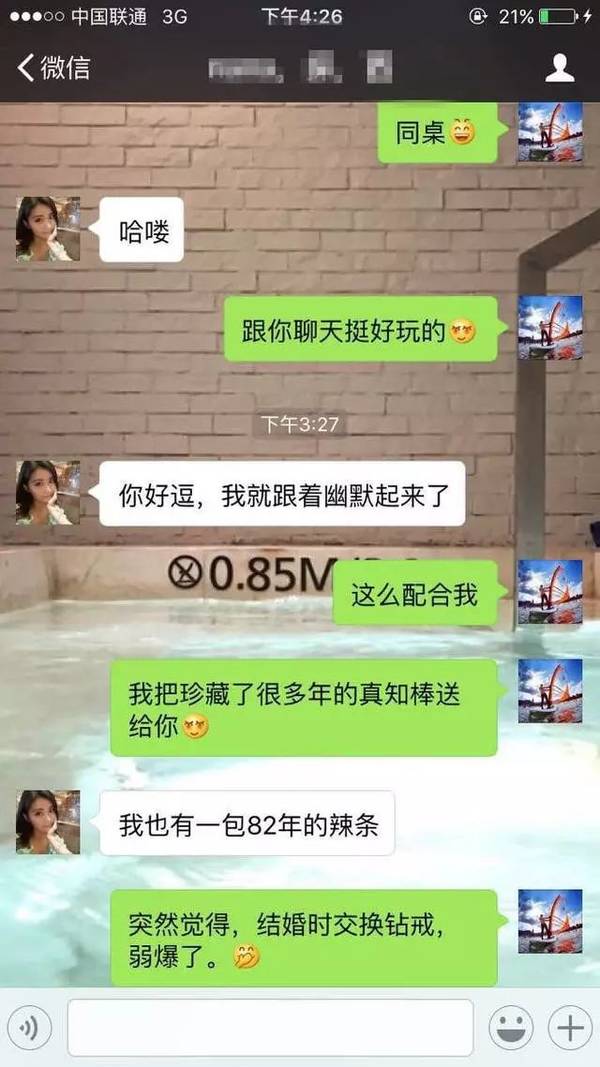 中国联通 3G 下午4:26 21%
微信
同桌
哈喽
跟你聊天挺好玩的
下午3:27
你好逗，我就跟着幽默起来了
0.85M
这么配合我
我把珍藏了很多年的真知棒送
给你
我也有一包82年的辣条
突然觉得，结婚时交换钻戒，
弱爆了。